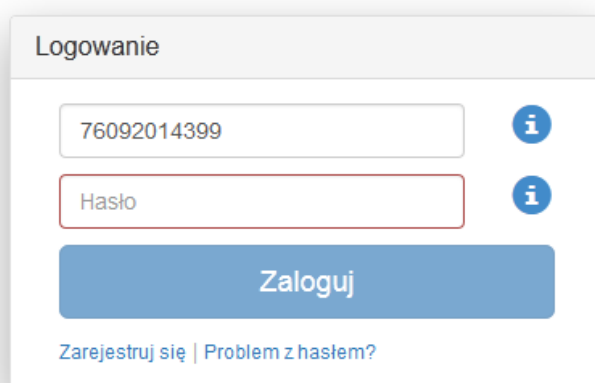 Logowanie
76092014399
Hasło
Zaloguj
Zarejestruj się | Problem z hasłem?